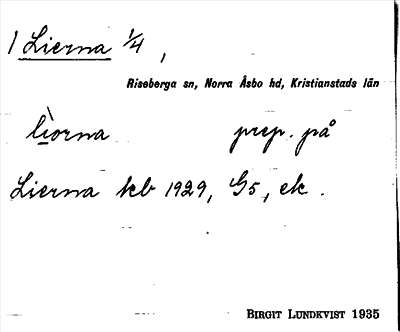 1 Lierna 1/4,
Riseberga sn, Norra Åsbo hd, Kristianstads län
lìorna prep. på
Lierna kb 1929, G5, ek.
BIRGIT LUNDKVIST 1935